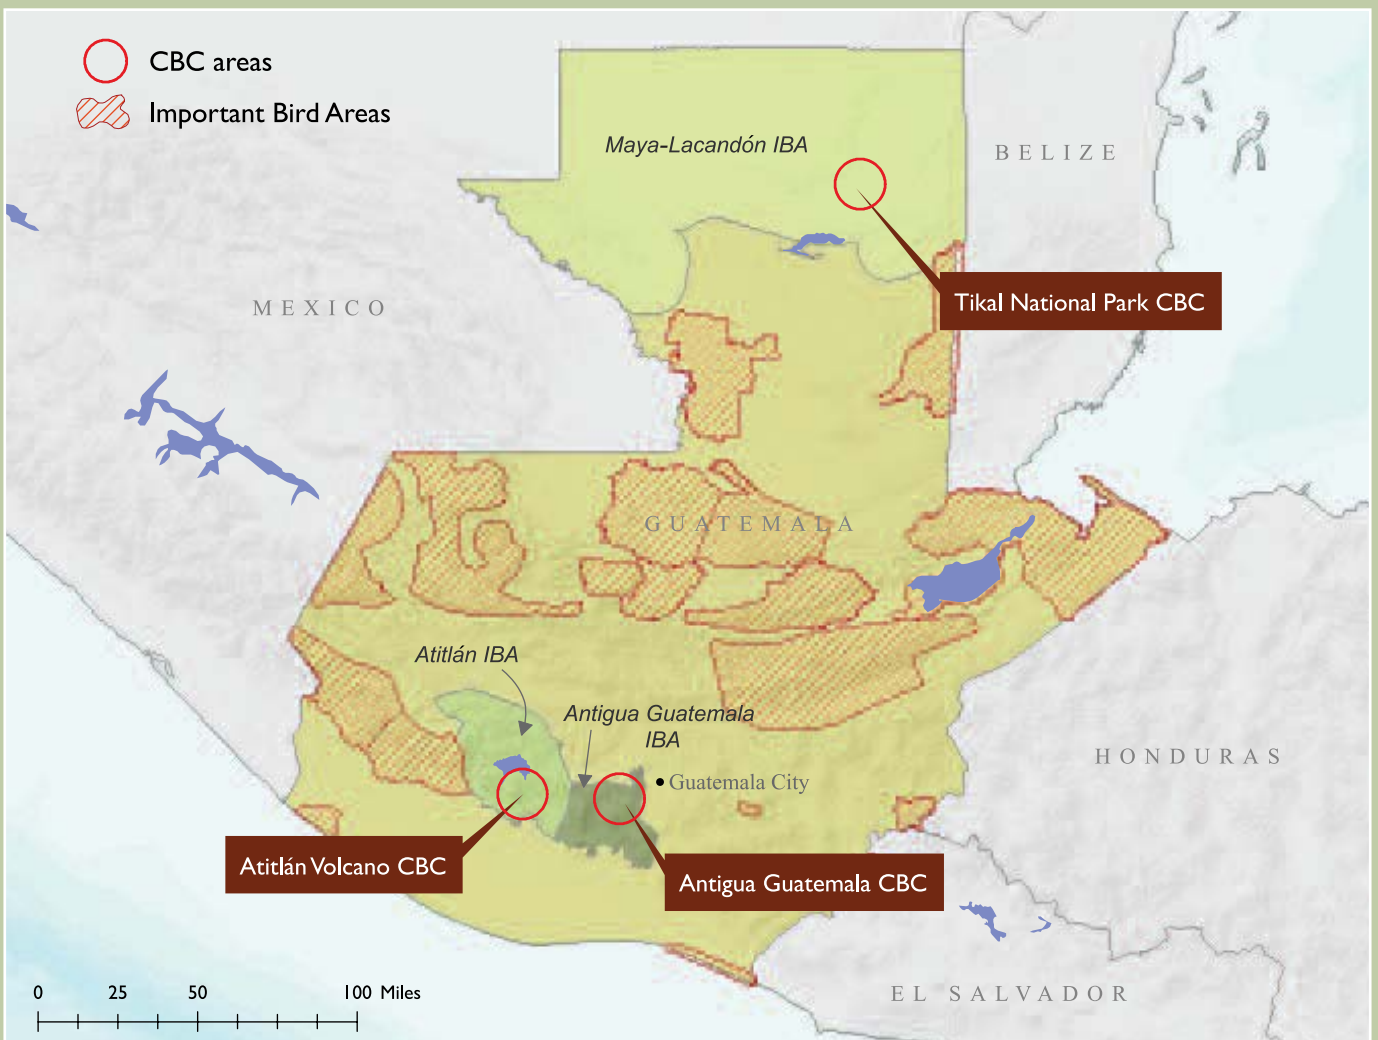 CBC areas
Important Bird Areas
Maya-Lacandón IBA
BELIZE
MEXICO
Tikal National Park CBC
GUATEMALA
Atitlán IBA
Antigua Guatemala
IBA
Guatemala City
HONDURAS
Atitlán Volcano CBC
Antigua Guatemala CBC
EL SALVADOR
0 25 50 100 Miles